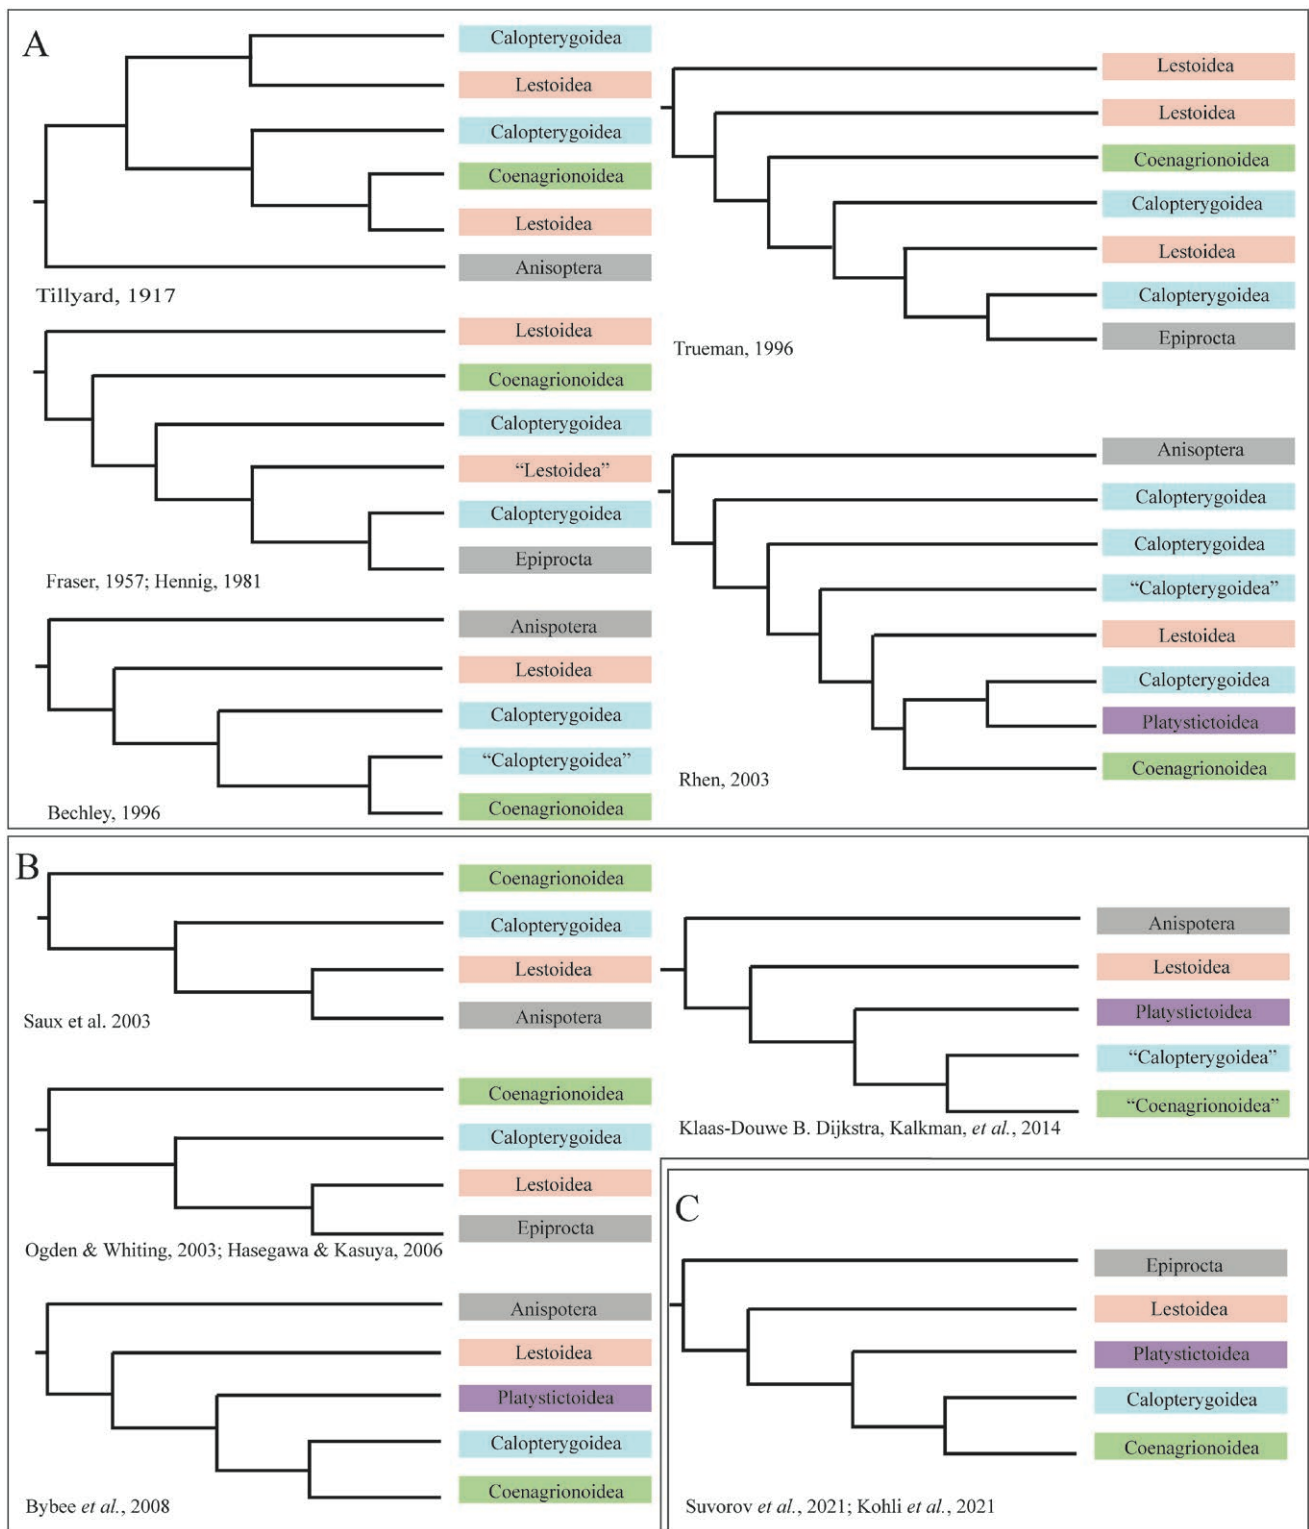 A
Calopterygoidea
Lestoidea
Calopterygoidea
Coenagrionoidea
Lestoidea
Anisoptera
Tillyard, 1917
Lestoidea
Coenagrionoidea
Calopterygoidea
“Lestoidea”
Calopterygoidea
Epiprocta
Fraser, 1957; Hennig, 1981
Anispotera
Lestoidea
Calopterygoidea
“Calopterygoidea”
Coenagrionoidea
Bechley, 1996
Lestoidea
Lestoidea
Coenagrionoidea
Calopterygoidea
Lestoidea
Calopterygoidea
Epiprocta
Trueman, 1996
Anisoptera
Calopterygoidea
Calopterygoidea
“Calopterygoidea”
Lestoidea
Calopterygoidea
Platystictoidea
Coenagrionoidea
Rhen, 2003
B
Coenagrionoidea
Calopterygoidea
Lestoidea
Anispotera
Saux et al. 2003
Coenagrionoidea
Calopterygoidea
Lestoidea
Epiprocta
Ogden & Whiting, 2003; Hasegawa & Kasuya, 2006
Anispotera
Lestoidea
Platystictoidea
Calopterygoidea
Coenagrionoidea
Bybee et al., 2008
Anispotera
Lestoidea
Platystictoidea
“Calopterygoidea”
“Coenagrionoidea”
Klaas-Douwe B. Dijkstra, Kalkman, et al., 2014
C
Epiprocta
Lestoidea
Platystictoidea
Calopterygoidea
Coenagrionoidea
Suvorov et al., 2021; Kohli et al., 2021